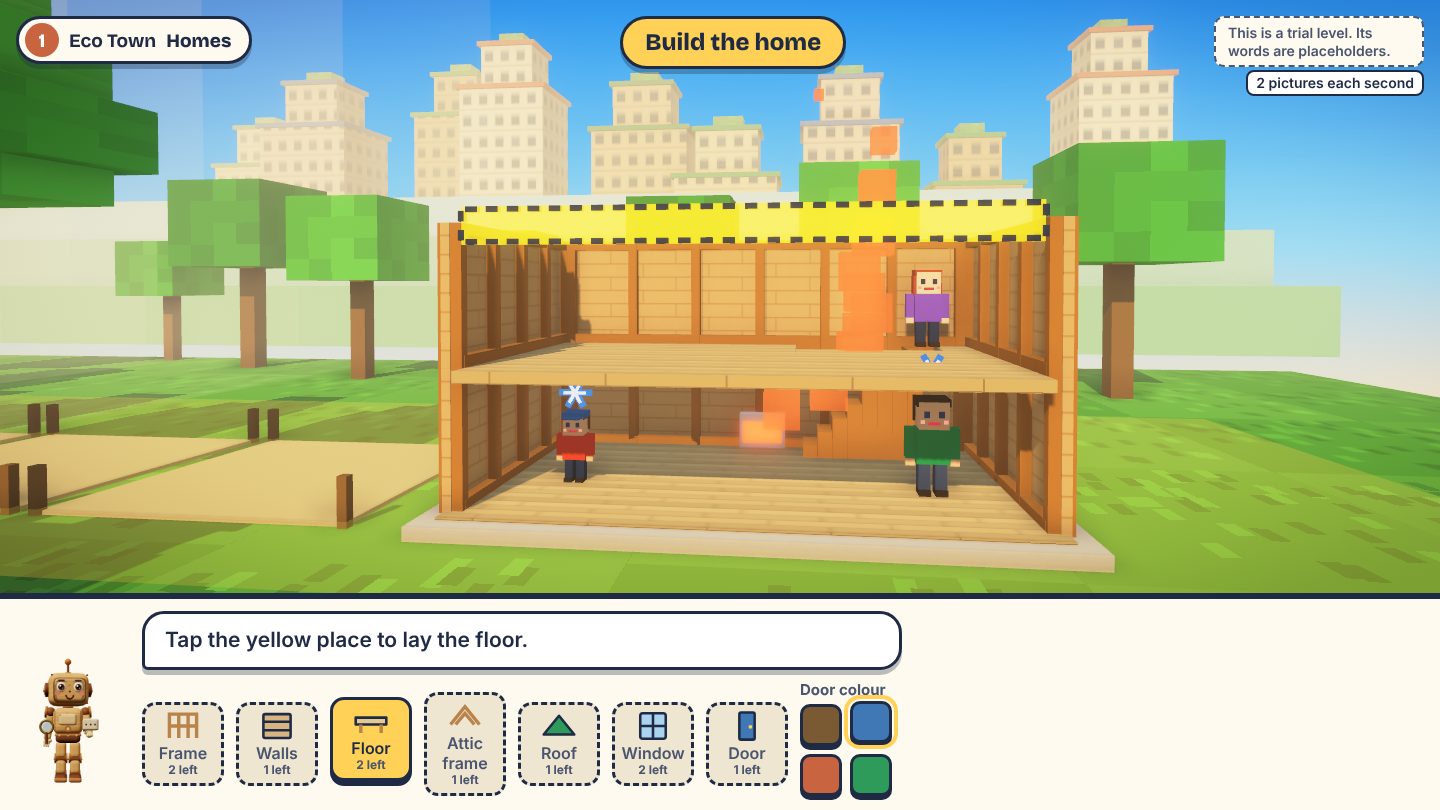 1 Eco Town Homes
Build the home
This is a trial level. Its
words are placeholders.
2 pictures each second
Tap the yellow place to lay the floor.
Frame
2 left
Walls
1 left
Floor
2 left
Attic
frame
1 left
Roof
1 left
Window
2 left
Door
1 left
Door colour